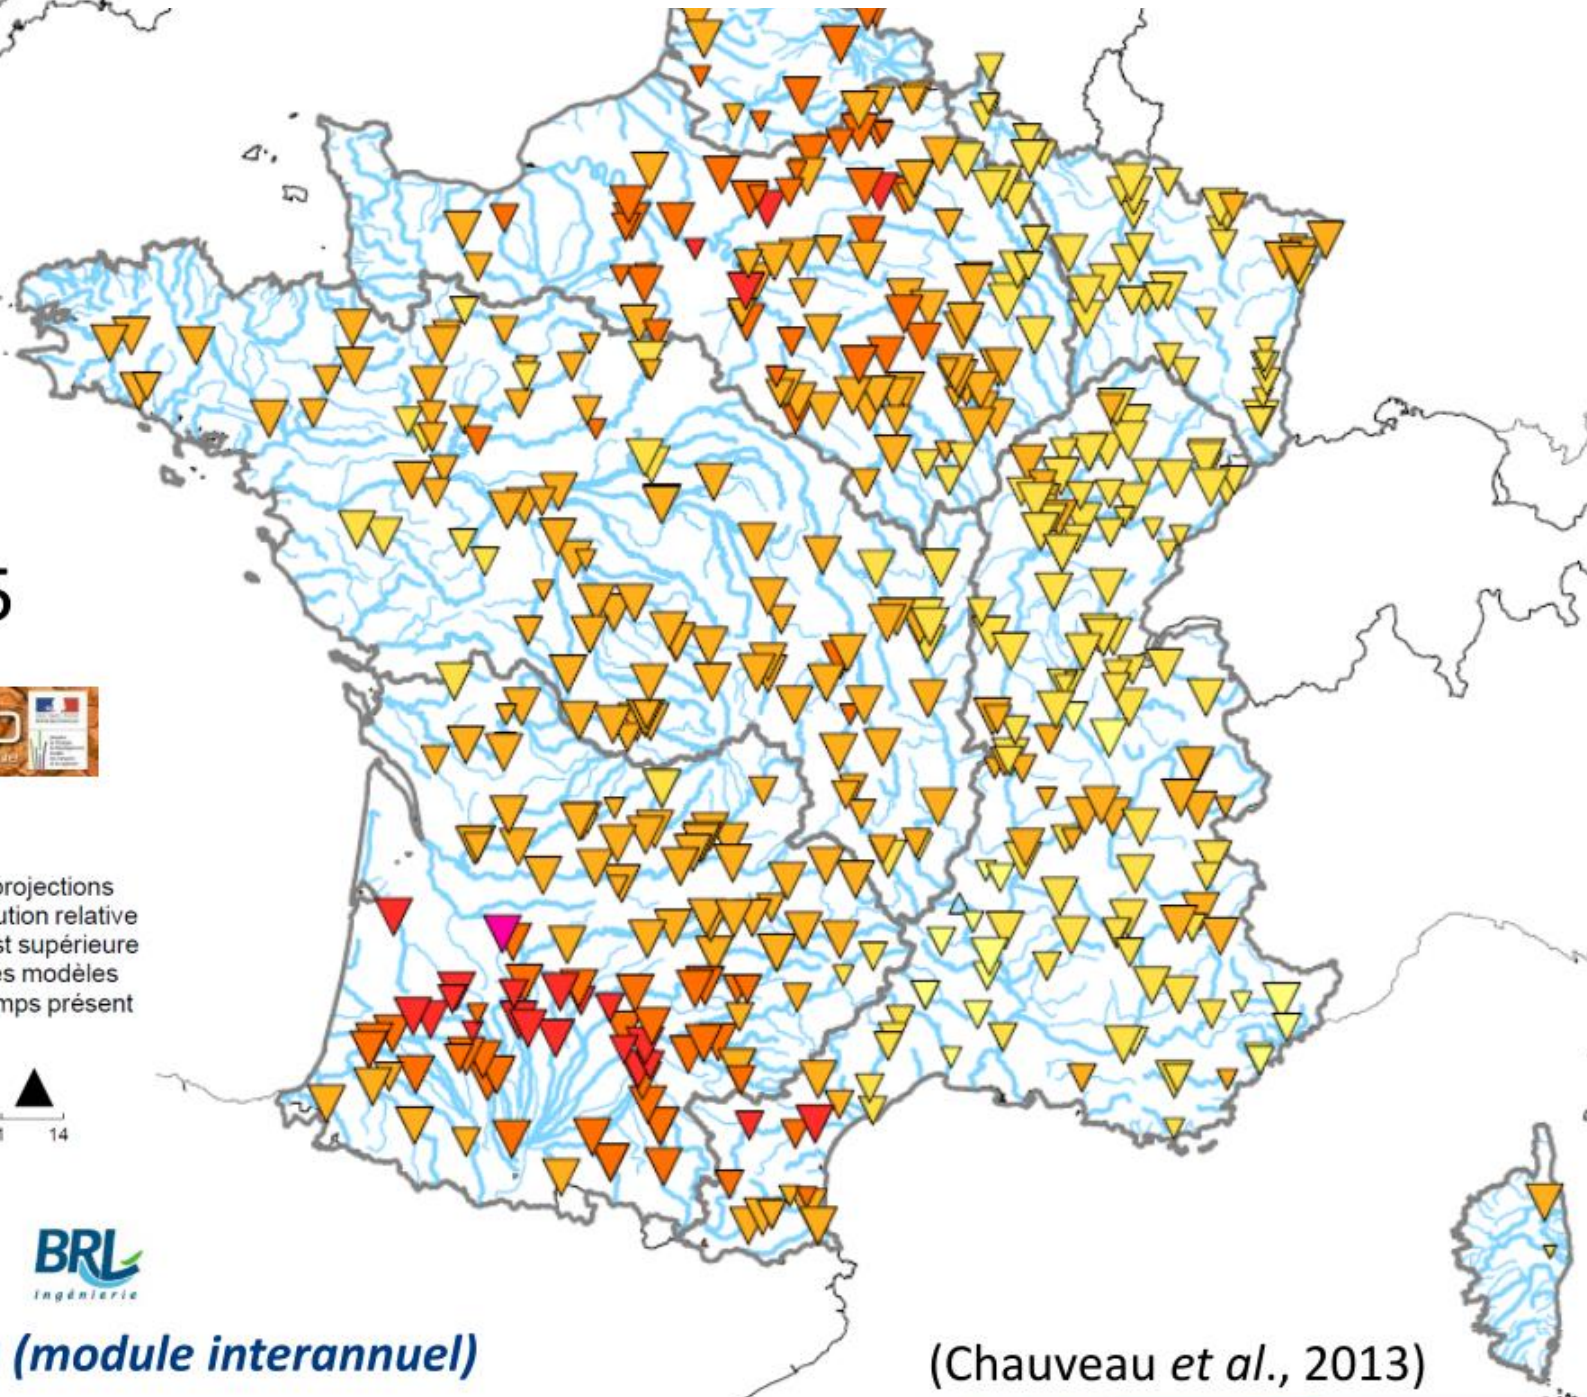 5
projections
ution relative
st supérieure
es modèles
mps présent
14
BRL
Ingénierie
(module interannuel)
(Chauveau et al., 2013)